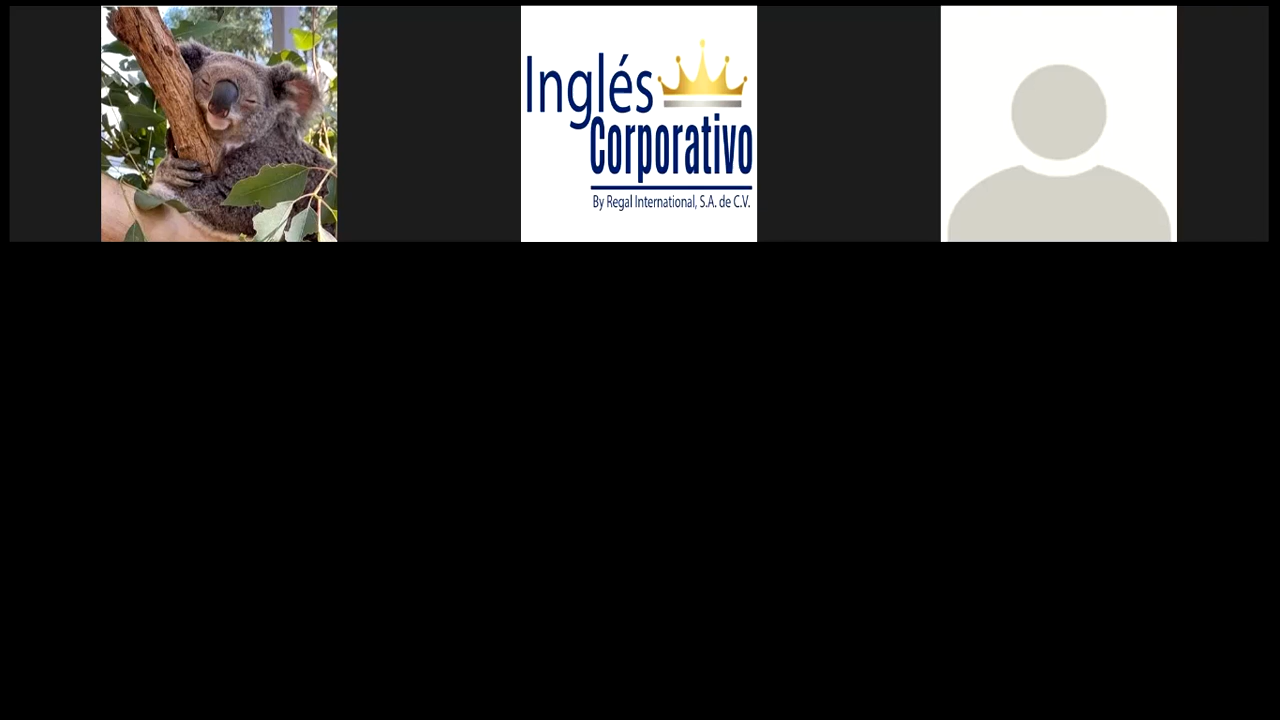 Inglés
Corporativo
By Regal International, S.A. de C.V.